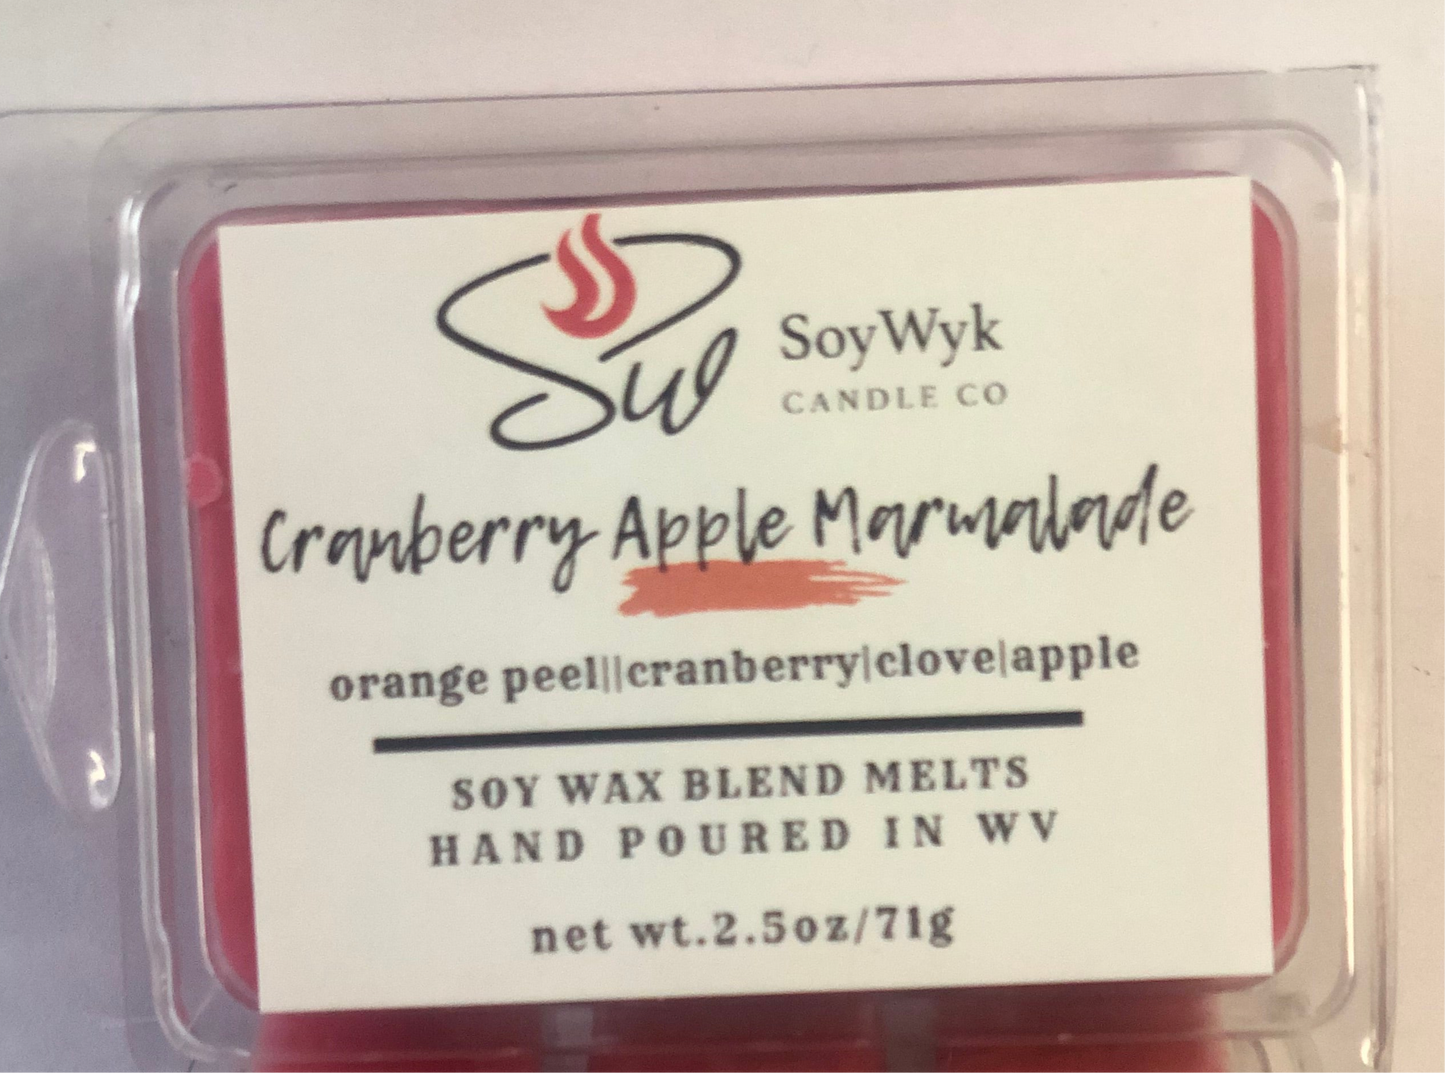 Sw
SoyWyk
CANDLE CO
Cranberry Apple Marmalade
orange peel||cranberry|clove|apple
SOY WAX BLEND MELTS
HAND POURED IN WV
net wt.2.5oz/71g